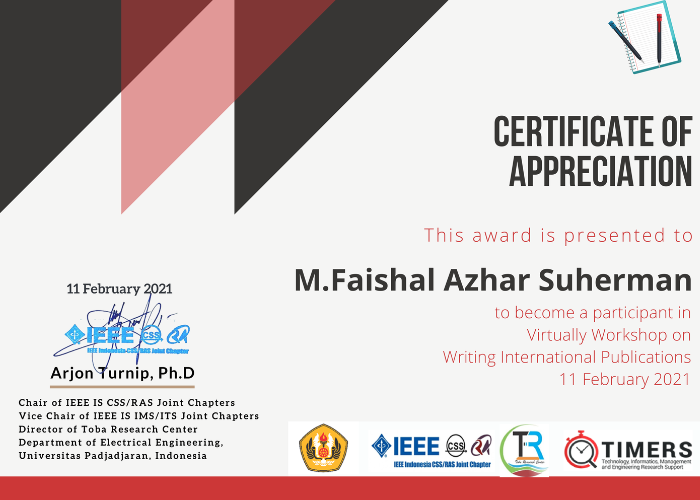 CERTIFICATE OF
APPRECIATION
This award is presented to
M.Faishal Azhar Suherman
to become a participant in
Virtually Workshop on
Writing International Publications
11 February 2021
11 February 2021
IEEE CSS RA
IEEE Indonesia CSS/RAS Joint Chapter
Arjon Turnip, Ph.D
Chair of IEEE IS CSS/RAS Joint Chapters
Vice Chair of IEEE IS IMS/ITS Joint Chapters
Director of Toba Research Center
Department of Electrical Engineering,
Universitas Padjadjaran, Indonesia
IEEE CSS RA
IEEE Indonesia CSS/RAS Joint Chapter
TR
Toba Research Center
TIMERS
Technology, Informatics, Management
and Engineering Research Support